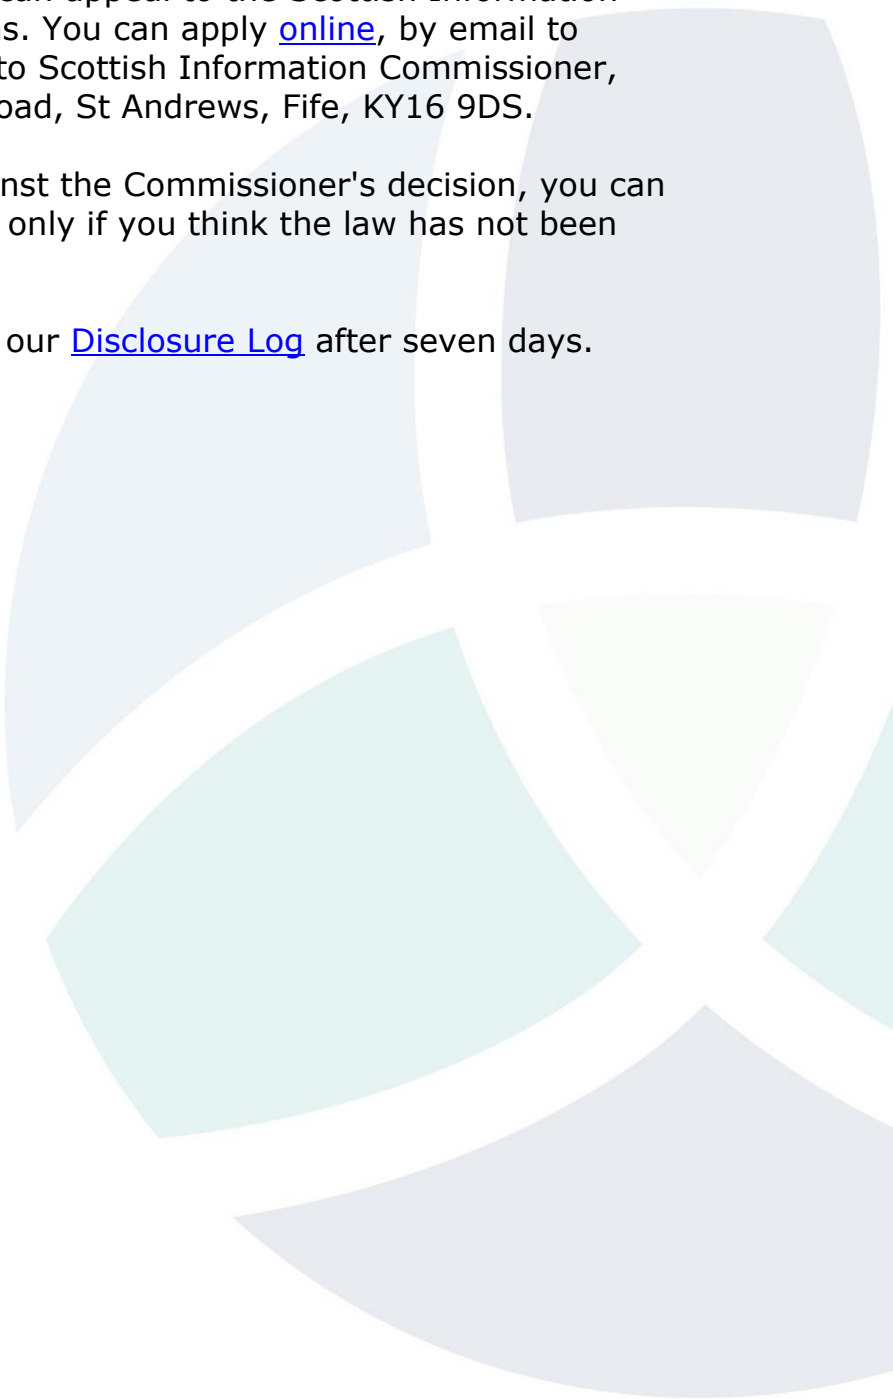 can appeal to the Scottish Information
ns. You can apply online, by email to
to Scottish Information Commissioner,
oad, St Andrews, Fife, KY16 9DS.
nst the Commissioner's decision, you can
only if you think the law has not been
our Disclosure Log after seven days.